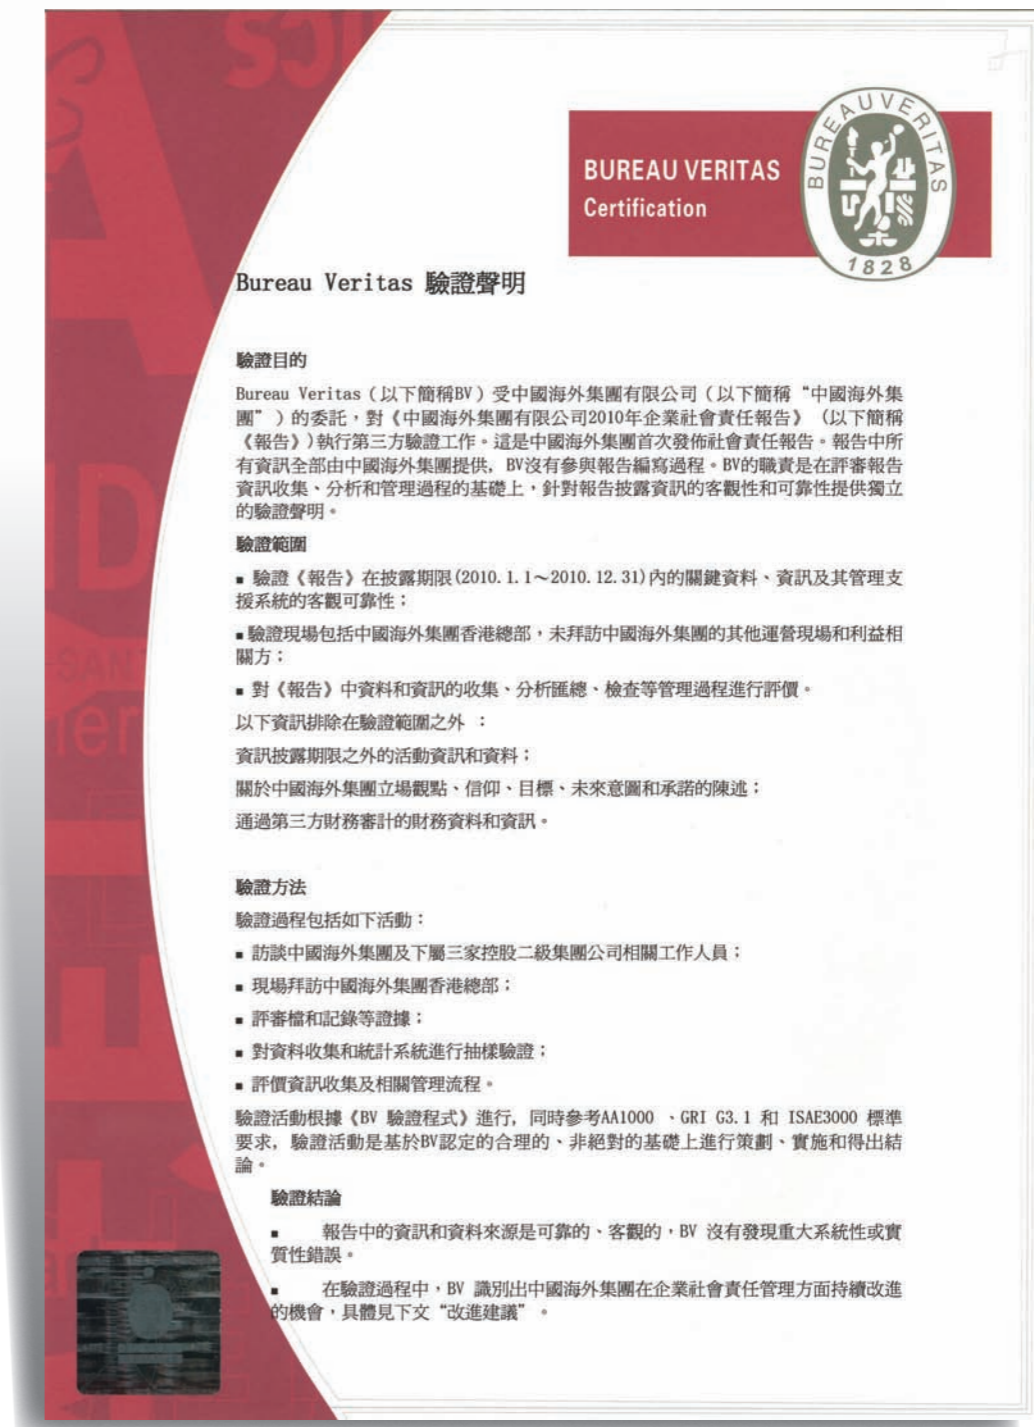 BUREAU VERITAS
Certification
BUREAU VERITAS
1828
Bureau Veritas 驗證聲明
驗證目的
Bureau Veritas（以下簡稱BV）受中國海外集團有限公司（以下簡稱“中國海外集
團”）的委託，對《中國海外集團有限公司2010年企業社會責任報告》（以下簡稱
《報告》)執行第三方驗證工作。這是中國海外集團首次發佈社會責任報告。報告中所
有資訊全部由中國海外集團提供, BV沒有參與報告編寫過程。BV的職責是在評審報告
資訊收集、分析和管理過程的基礎上，針對報告披露資訊的客觀性和可靠性提供獨立
的驗證聲明。
驗證範圍
▪ 驗證《報告》在披露期限(2010.1.1～2010.12.31)內的關鍵資料、資訊及其管理支
援系統的客觀可靠性；
▪驗證現場包括中國海外集團香港總部，未拜訪中國海外集團的其他運營現場和利益相
關方；
▪ 對《報告》中資料和資訊的收集、分析匯總、檢查等管理過程進行評價。
以下資訊排除在驗證範圍之外 ：
資訊披露期限之外的活動資訊和資料；
關於中國海外集團立場觀點、信仰、目標、未來意圖和承諾的陳述；
通過第三方財務審計的財務資料和資訊。
驗證方法
驗證過程包括如下活動：
▪ 訪談中國海外集團及下屬三家控股二級集團公司相關工作人員；
▪ 現場拜訪中國海外集團香港總部；
▪ 評審檔和記錄等證據；
▪ 對資料收集和統計系統進行抽樣驗證；
▪ 評價資訊收集及相關管理流程。
驗證活動根據《BV 驗證程式》進行, 同時參考AA1000 、GRI G3.1 和 ISAE3000 標準
要求, 驗證活動是基於BV認定的合理的、非絕對的基礎上進行策劃、實施和得出結
論。
驗證結論
▪ 報告中的資訊和資料來源是可靠的、客觀的，BV 沒有發現重大系統性或實
質性錯誤。
▪ 在驗證過程中，BV 識別出中國海外集團在企業社會責任管理方面持續改進
的機會，具體見下文“改進建議”。